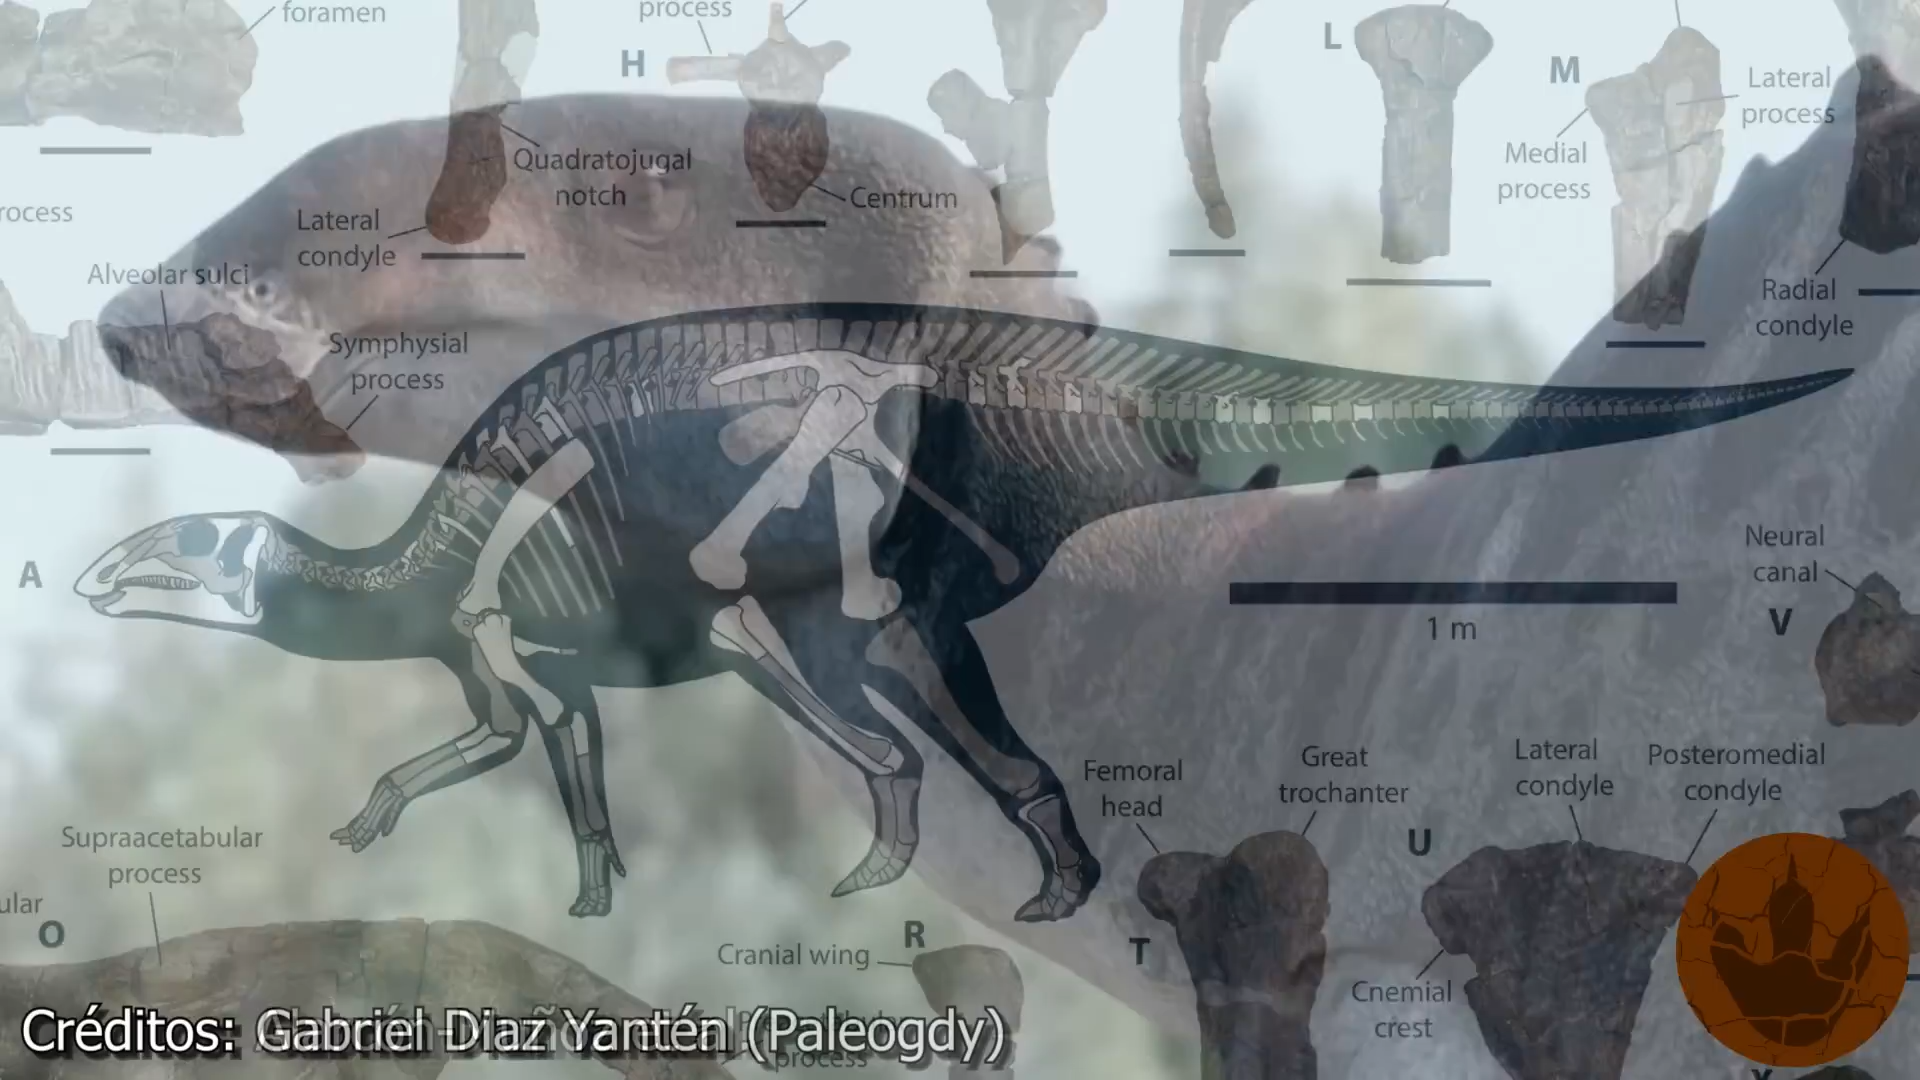 foramen
process
H
L
M
Lateral
process
Quadratojugal
notch
Centrum
Medial
process
Lateral
condyle
rocess
Alveolar sulci
Radial
condyle
Symphysial
process
A
1 m
Neural
canal
V
Femoral
head
Great
trochanter
Lateral
condyle
Posteromedial
condyle
U
Supraacetabular
process
ular
O
Cranial wing
R
T
Cnemial
crest
Créditos: Gabriel Diaz Yantén (Paleogdy)
process